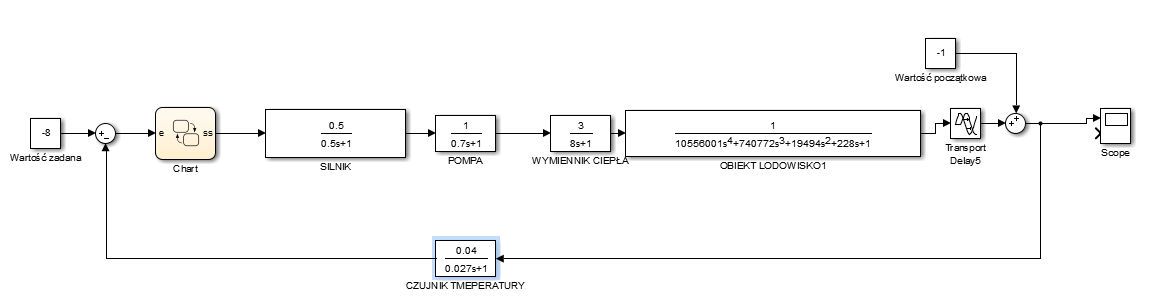 -1
Wartość początkowa
-8
Wartość zadana
e
ss
Chart
0.5
0.5s+1
SILNIK
1
0.7s+1
POMPA
3
8s+1
WYMIENNIK CIEPŁA
1
10556001s⁴+740772s³+19494s²+228s+1
OBIEKT LODOWISKO1
Transport
Delay5
Scope
0.04
0.027s+1
CZUJNIK TMEPERATURY